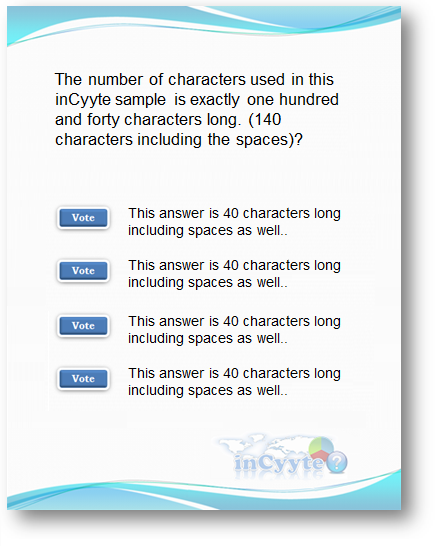 The number of characters used in this
inCyyte sample is exactly one hundred
and forty characters long. (140
characters including the spaces)?
Vote
This answer is 40 characters long
including spaces as well..
Vote
This answer is 40 characters long
including spaces as well..
Vote
This answer is 40 characters long
including spaces as well..
Vote
This answer is 40 characters long
including spaces as well..
inCyyte?